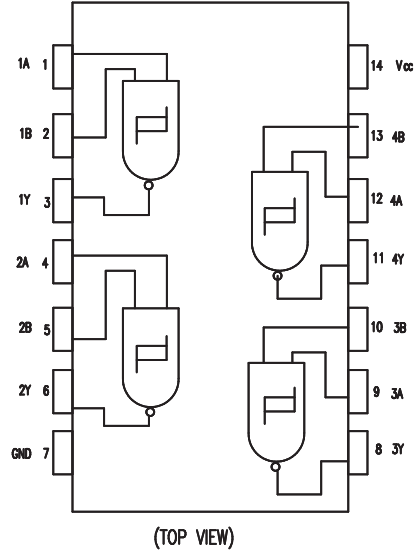 1A 1
1B 2
1Y 3
2A 4
2B 5
2Y 6
GND 7
14 Vcc
13 4B
12 4A
11 4Y
10 3B
9 3A
8 3Y
(TOP VIEW)